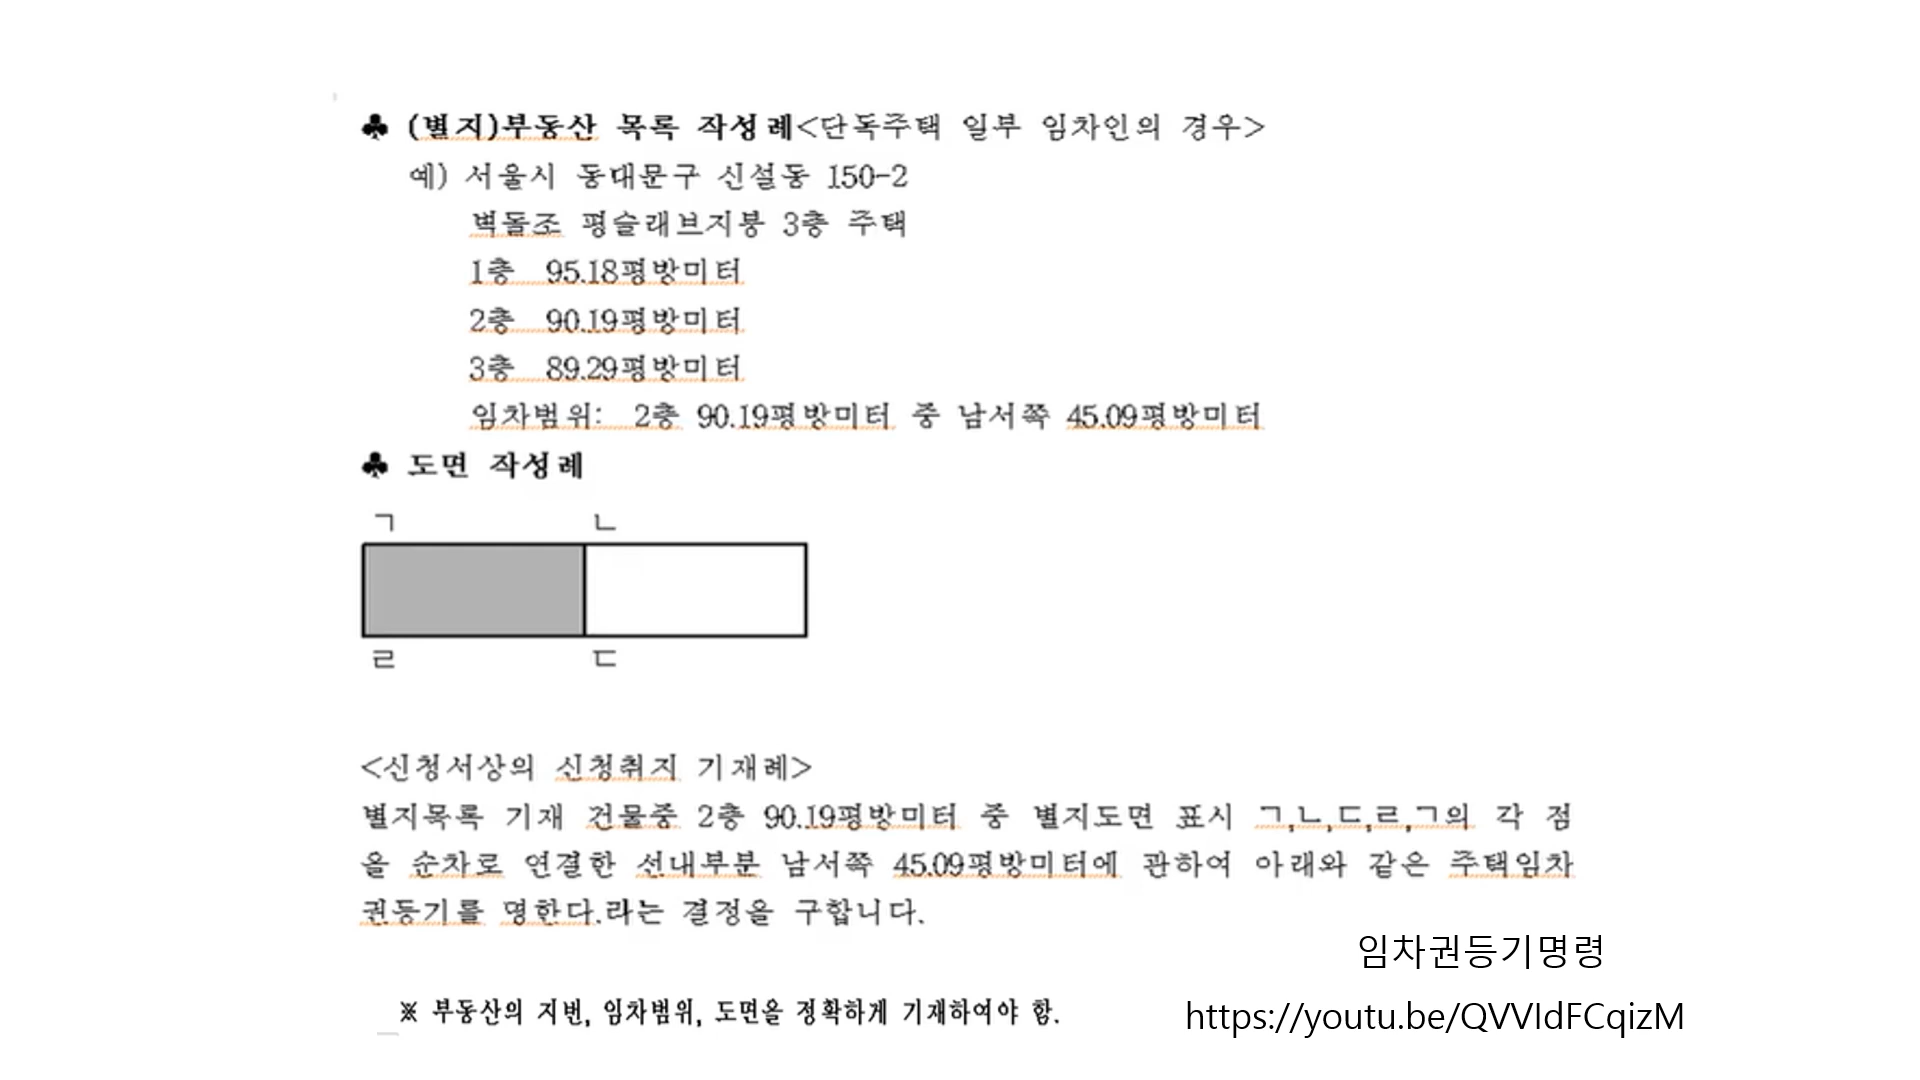 ♣ (별지)부동산 목록 작성례<단독주택 일부 임차인의 경우>
예) 서울시 동대문구 신설동 150-2
벽돌조 평슬래브지붕 3층 주택
1층 95.18평방미터
2층 90.19평방미터
3층 89.29평방미터
임차범위: 2층 90.19평방미터 중 남서쪽 45.09평방미터
♣ 도면 작성례
ㄱ ㄴ
ㄹ ㄷ
<신청서상의 신청취지 기재례>
별지목록 기재 건물중 2층 90.19평방미터 중 별지도면 표시 ㄱ,ㄴ,ㄷ,ㄹ,ㄱ의 각 점
을 순차로 연결한 선내부분 남서쪽 45.09평방미터에 관하여 아래와 같은 주택임차
권등기를 명한다.라는 결정을 구합니다.
임차권등기명령
※ 부동산의 지번, 임차범위, 도면을 정확하게 기재하여야 함.
https://youtu.be/QVVIdFCqizM